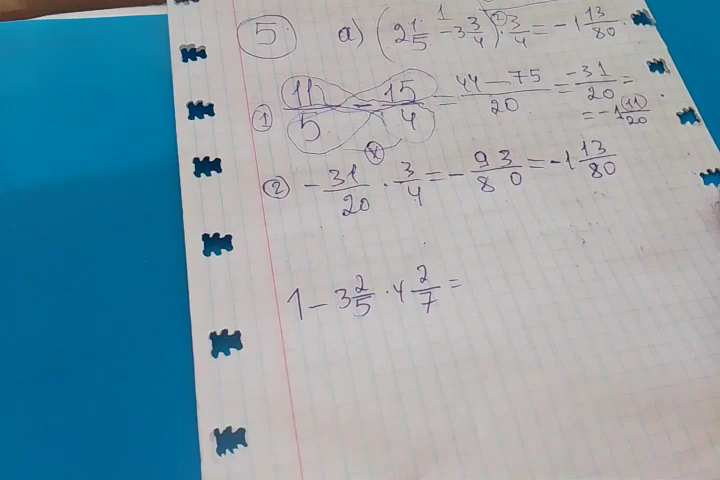 5 a) (2 1/5 - 3 3/4) · 3/4 = -1 13/80.
1 11/5 - 15/4 = 44-75/20 = -31/20 =
= -1 11/20
2 -31/20 · 3/4 = -93/80 = -1 13/80
1 - 3 2/5 · 4 2/7 =